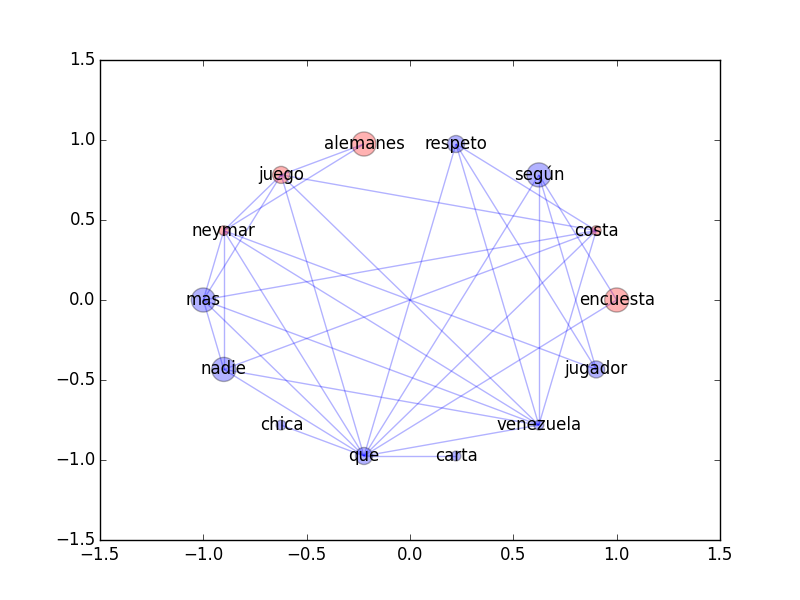 1.5
alemanes respeto
1.0
juego según
0.5
neymar costa
0.0
mas encuesta
nadie jugador
−0.5
chica venezuela
que carta
−1.0
−1.5
−1.5 −1.0 −0.5 0.0 0.5 1.0 1.5